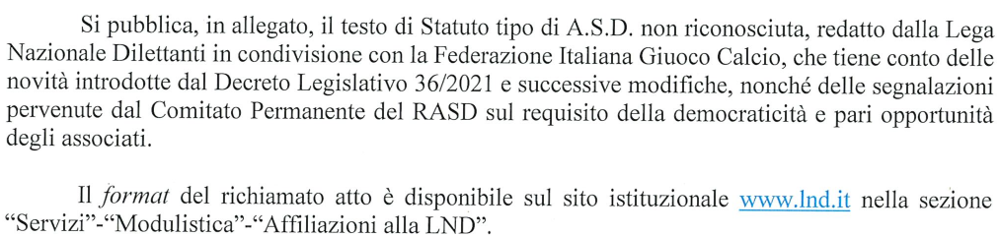 Si pubblica, in allegato, il testo di Statuto tipo di A.S.D. non riconosciuta, redatto dalla Lega
Nazionale Dilettanti in condivisione con la Federazione Italiana Giuoco Calcio, che tiene conto delle
novità introdotte dal Decreto Legislativo 36/2021 e successive modifiche, nonché delle segnalazioni
pervenute dal Comitato Permanente del RASD sul requisito della democraticità e pari opportunità
degli associati.
Il format del richiamato atto è disponibile sul sito istituzionale www.lnd.it nella sezione
“Servizi”-“Modulistica”-“Affiliazioni alla LND”.